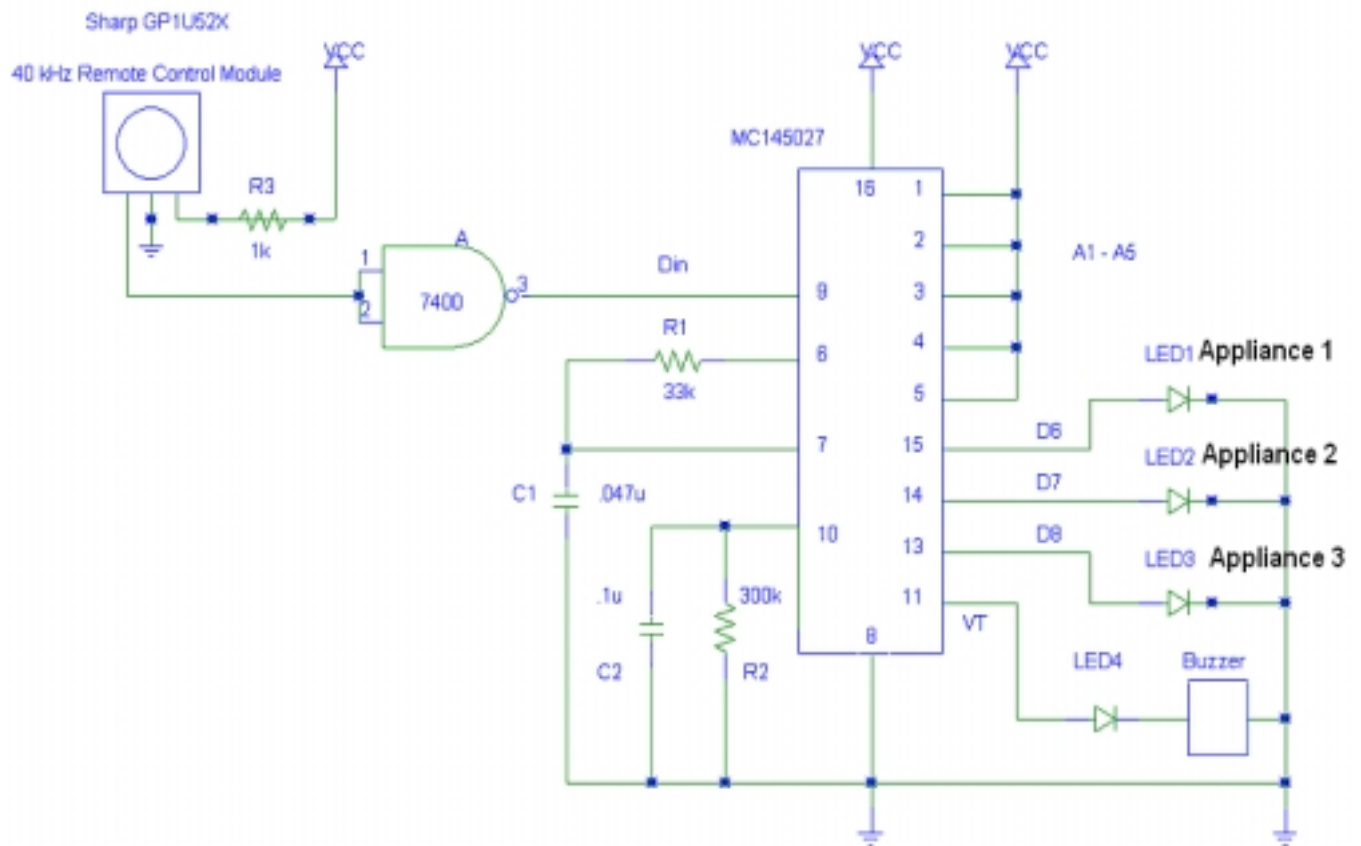 Sharp GP1U52X
40 kHz Remote Control Module
VCC
VCC
VCC
MC145027
R3
1k
A
1
2
3
7400
Din
R1
33k
C1
.047u
.1u
C2
300k
R2
16
1
2
3
4
5
15
14
13
11
9
6
7
10
8
A1 - A5
D6
D7
D8
VT
LED1 Appliance 1
LED2 Appliance 2
LED3 Appliance 3
LED4
Buzzer